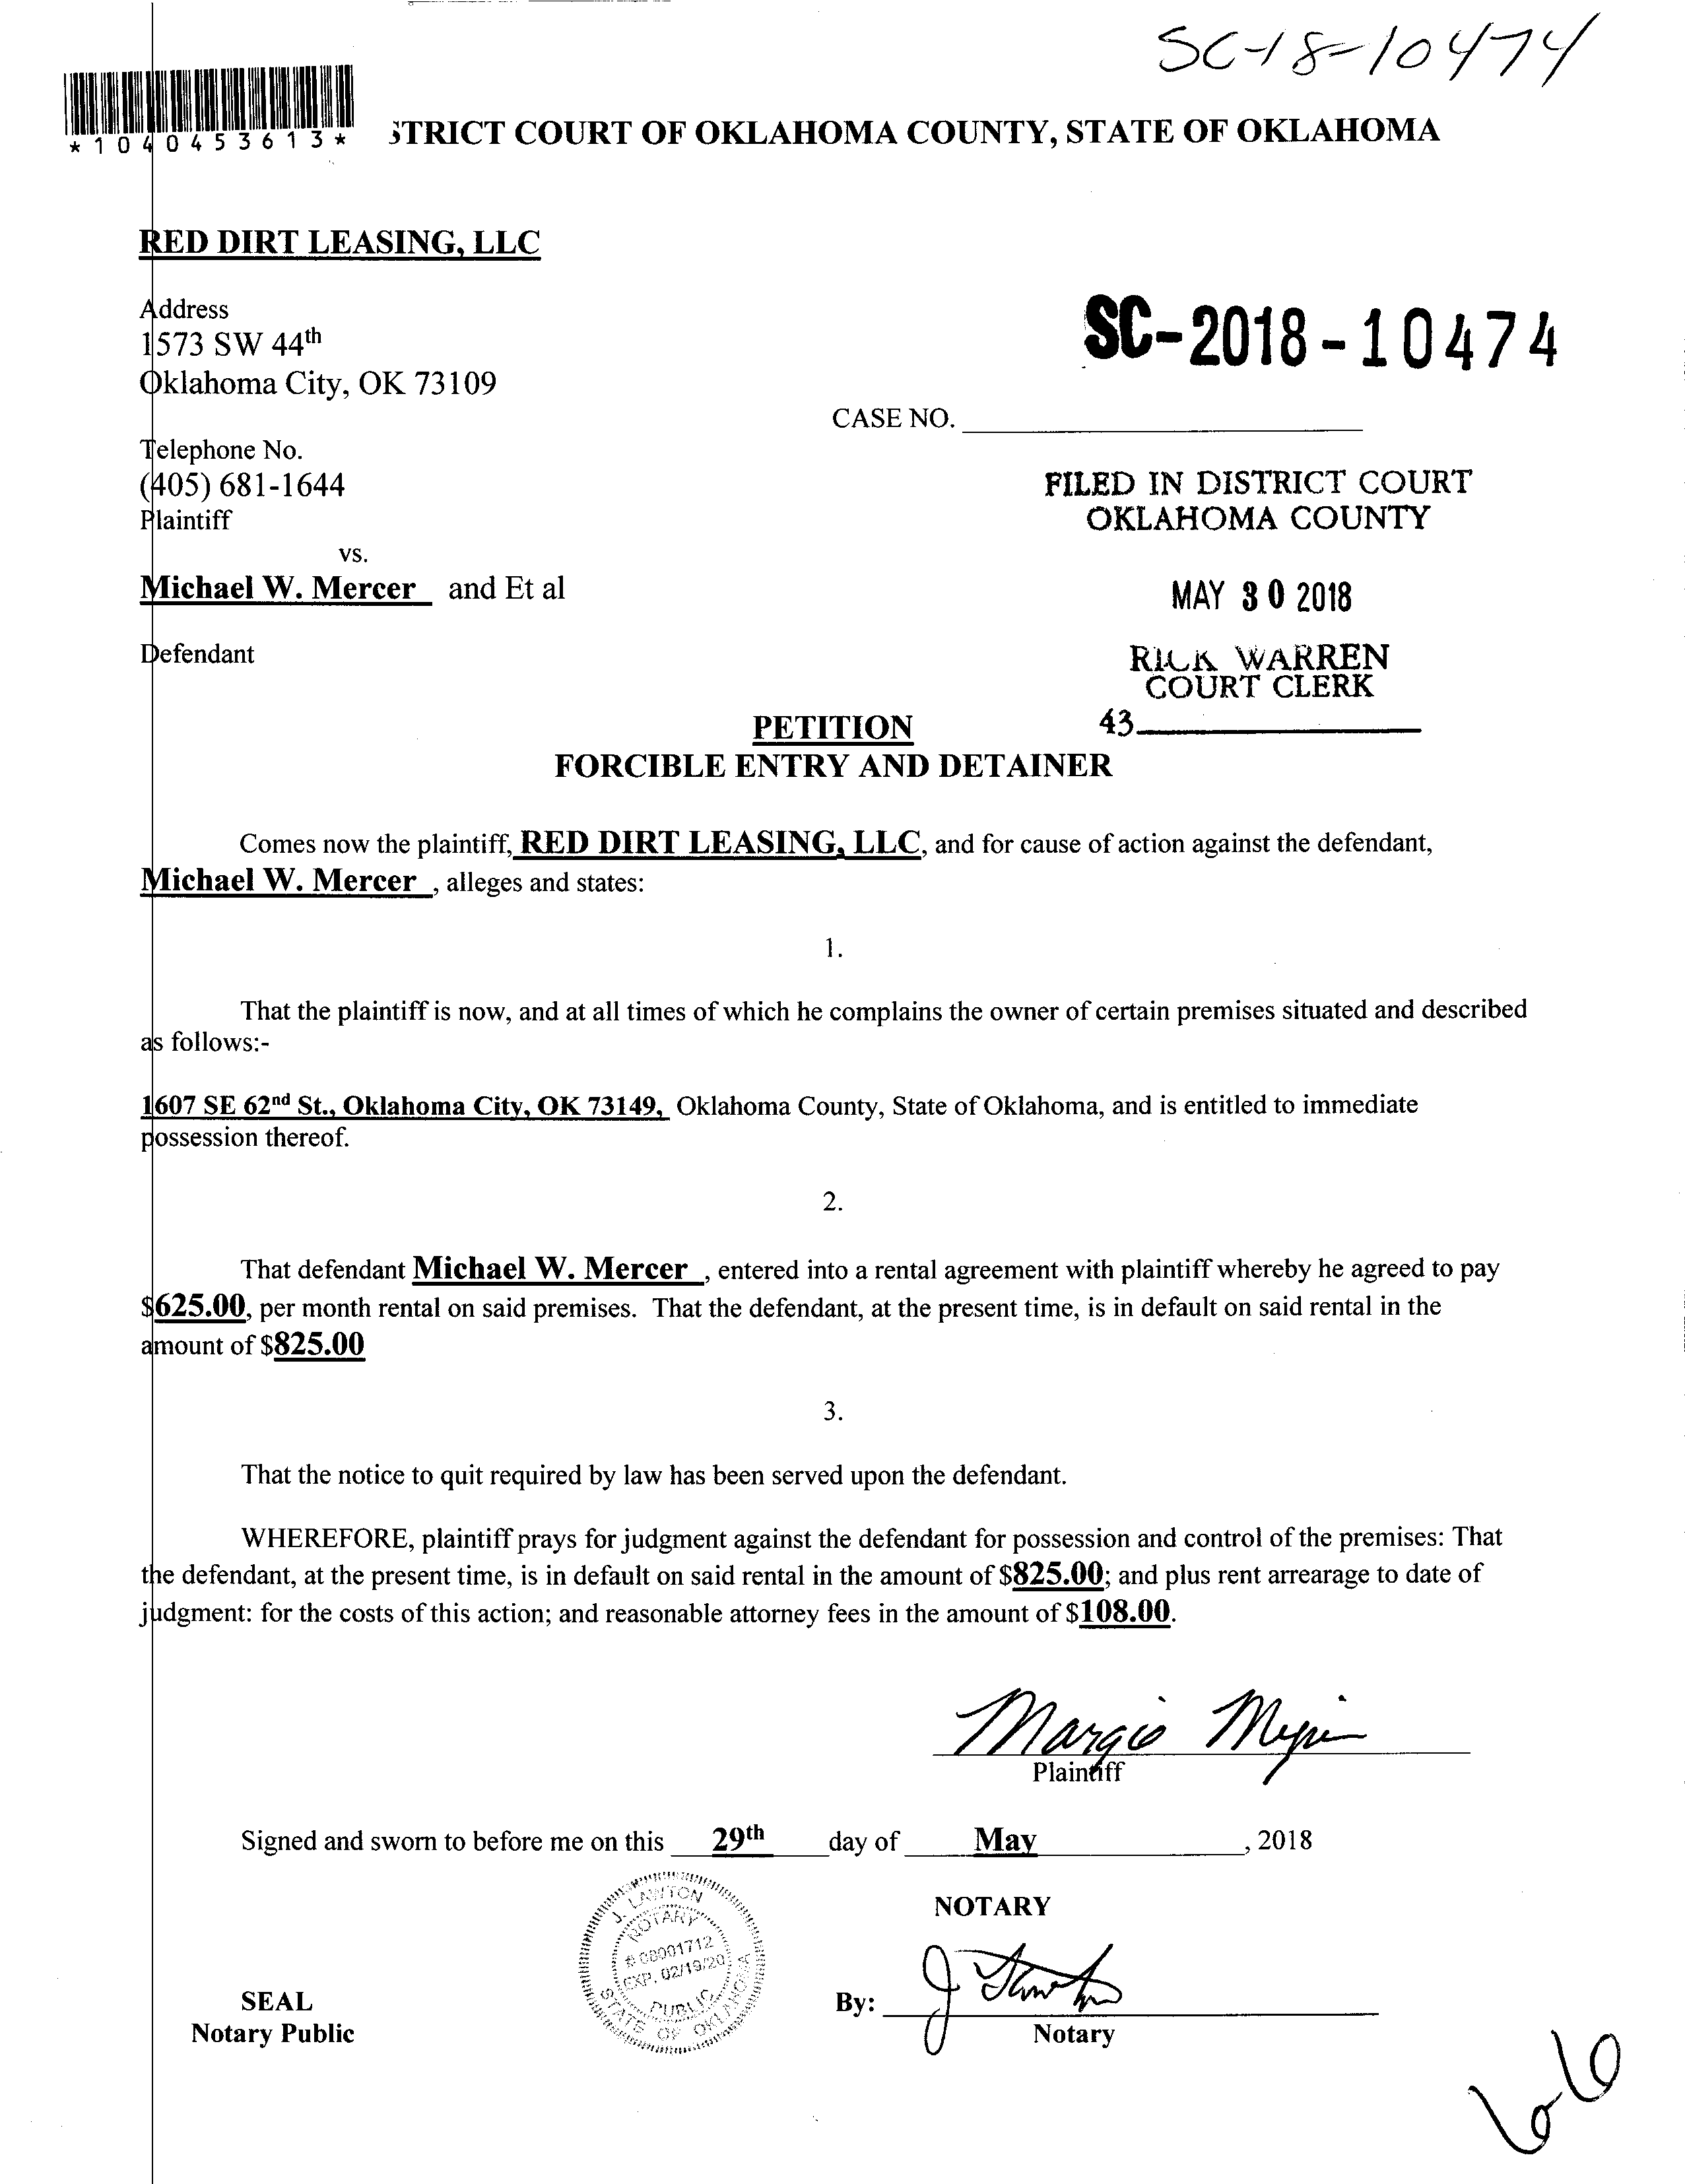 SC-18-10474
*1040453613*
STRICT COURT OF OKLAHOMA COUNTY, STATE OF OKLAHOMA
RED DIRT LEASING, LLC
Address
1573 SW 44th
Oklahoma City, OK 73109
SC-2018-10474
CASE NO.
Telephone No.
(405) 681-1644
Plaintiff
FILED IN DISTRICT COURT
OKLAHOMA COUNTY
vs.
Michael W. Mercer and Et al
MAY 30 2018
Defendant
RICK WARREN
COURT CLERK
43
PETITION
FORCIBLE ENTRY AND DETAINER
Comes now the plaintiff, RED DIRT LEASING, LLC, and for cause of action against the defendant,
Michael W. Mercer , alleges and states:
1.
That the plaintiff is now, and at all times of which he complains the owner of certain premises situated and described
as follows:-
1607 SE 62nd St., Oklahoma City, OK 73149, Oklahoma County, State of Oklahoma, and is entitled to immediate
possession thereof.
2.
That defendant Michael W. Mercer , entered into a rental agreement with plaintiff whereby he agreed to pay
$625.00, per month rental on said premises. That the defendant, at the present time, is in default on said rental in the
amount of $825.00
3.
That the notice to quit required by law has been served upon the defendant.
WHEREFORE, plaintiff prays for judgment against the defendant for possession and control of the premises: That
the defendant, at the present time, is in default on said rental in the amount of $825.00; and plus rent arrearage to date of
judgment: for the costs of this action; and reasonable attorney fees in the amount of $108.00.
Margie
Plaintiff
Signed and sworn to before me on this 29th day of May , 2018
J. LAWTON
NOTARY
# 08001712
EXP. 02/19/20
PUBLIC
STATE OF OKLAHOMA
NOTARY
J Lawton
SEAL
By:
Notary Public
Notary